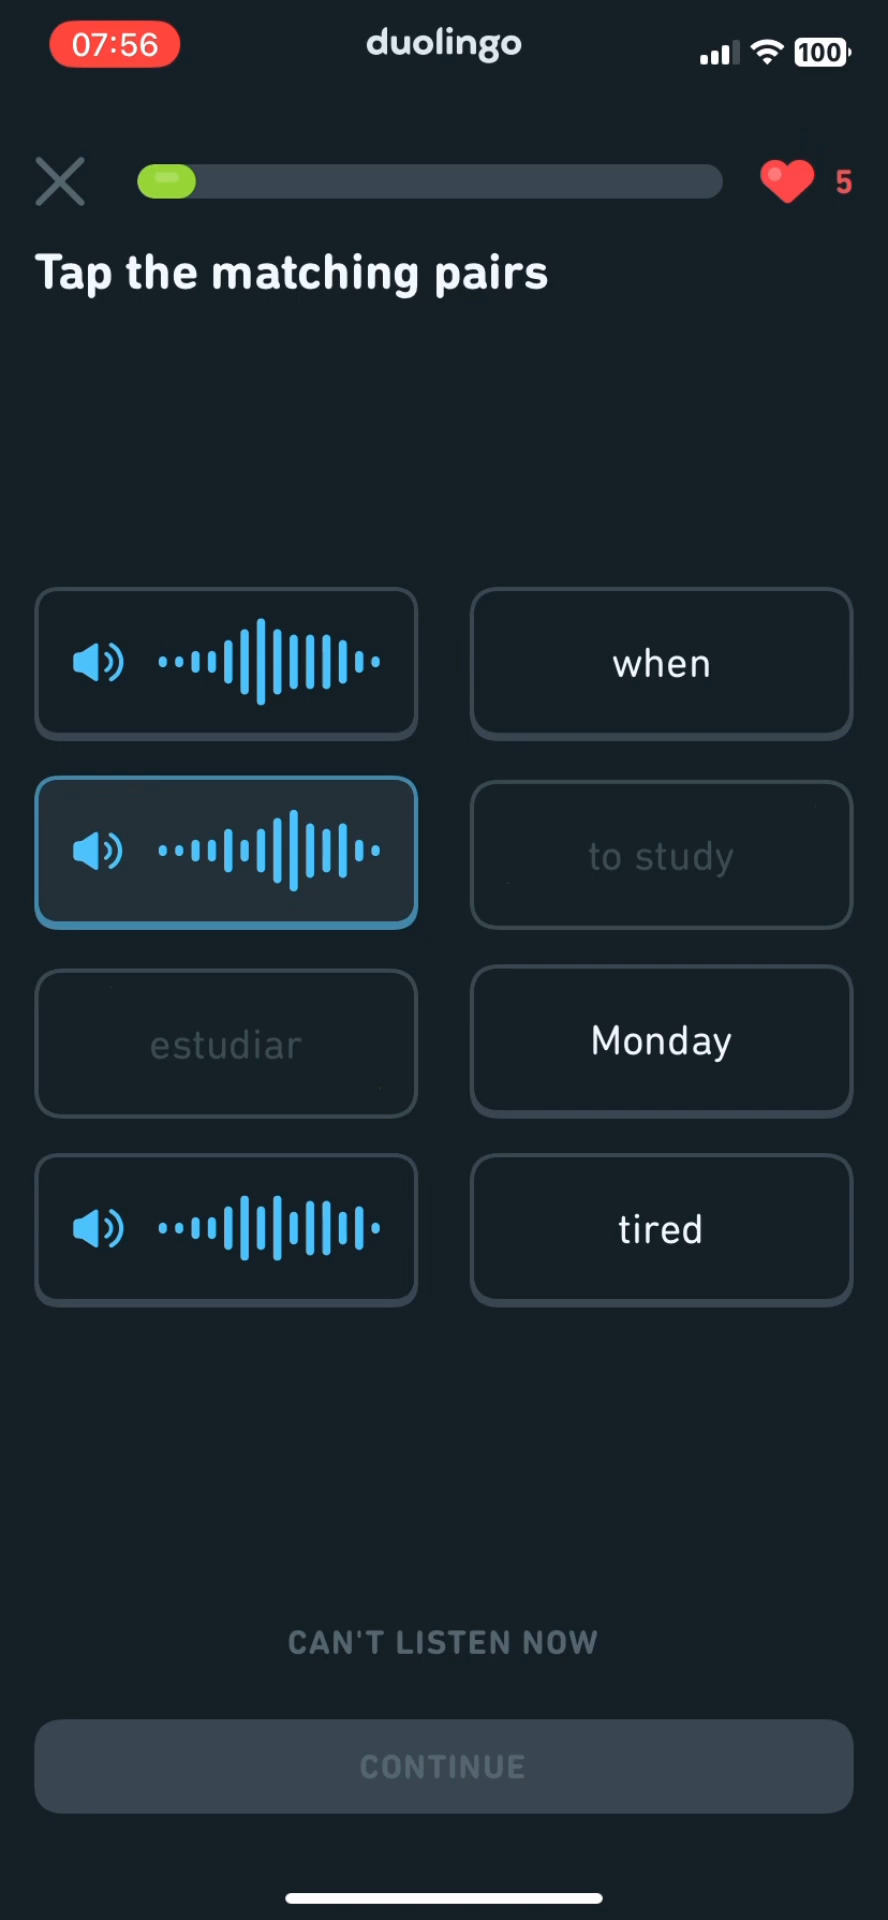 07:56
duolingo
100
5
Tap the matching pairs
when
to study
estudiar
Monday
tired
CAN'T LISTEN NOW
CONTINUE